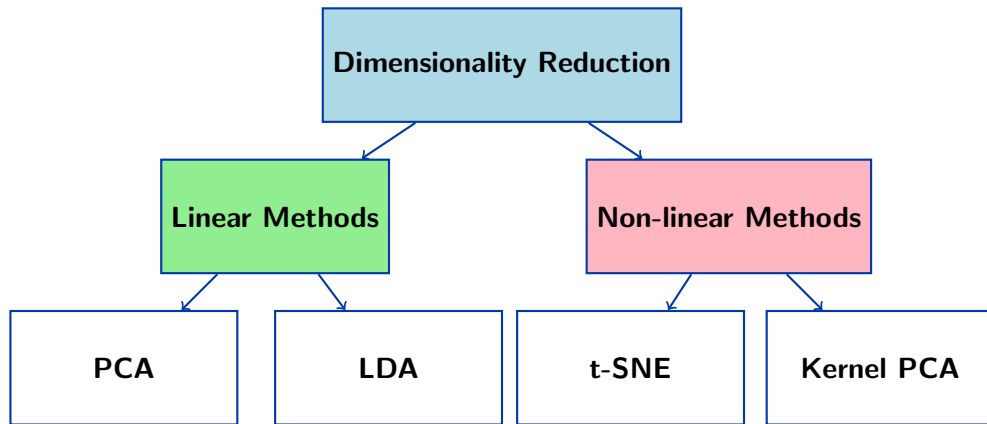 Dimensionality Reduction
Linear Methods
Non-linear Methods
PCA
LDA
t-SNE
Kernel PCA